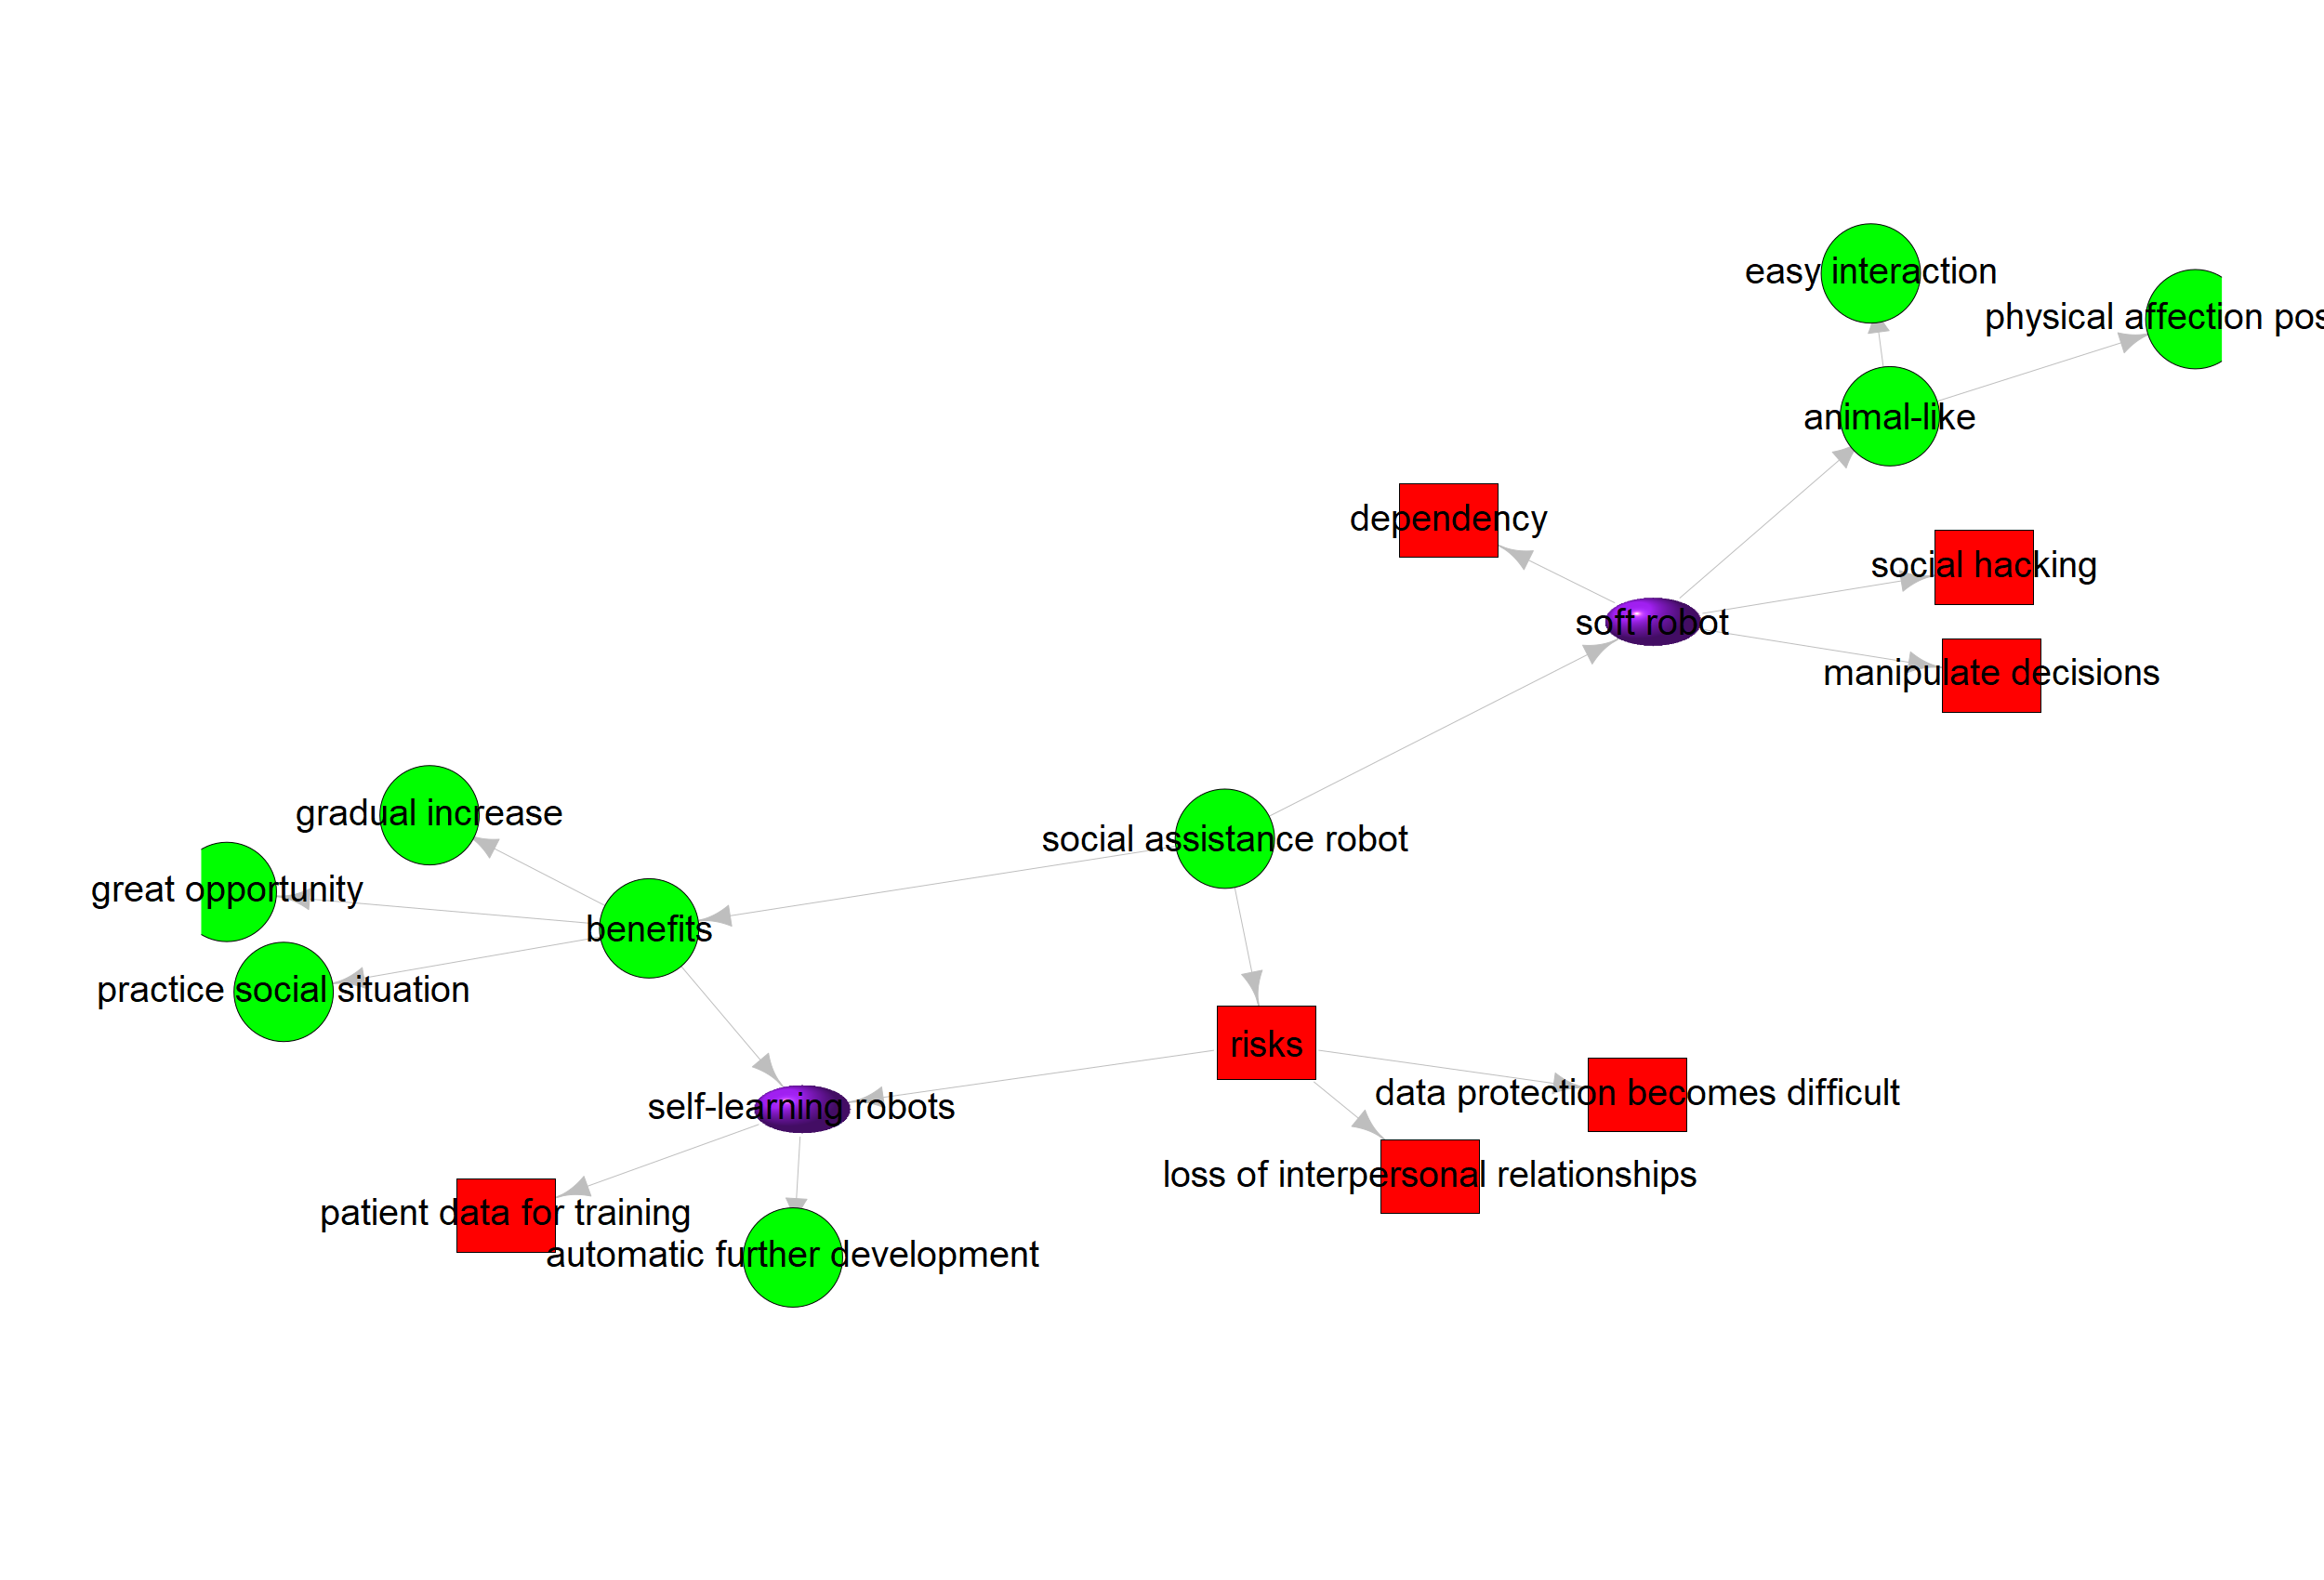 easy interaction
physical affection pos
animal-like
dependency
social hacking
soft robot
manipulate decisions
gradual increase
social assistance robot
great opportunity
benefits
practice social situation
risks
data protection becomes difficult
self-learning robots
loss of interpersonal relationships
patient data for training
automatic further development